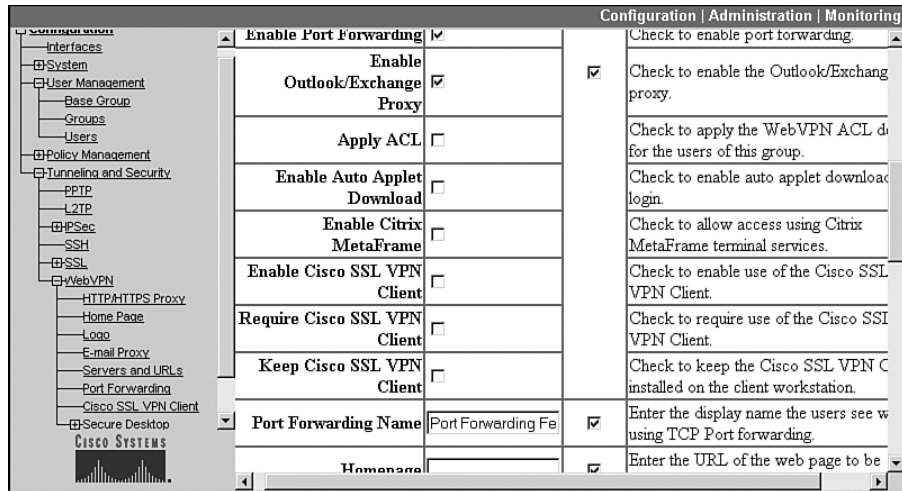 Configuration | Administration | Monitoring
Configuration
Interfaces
System
User Management
Base Group
Groups
Users
Policy Management
Tunneling and Security
PPTP
L2TP
IPSec
SSH
SSL
WebVPN
HTTP/HTTPS Proxy
Home Page
Logo
E-mail Proxy
Servers and URLs
Port Forwarding
Cisco SSL VPN Client
Secure Desktop
CISCO SYSTEMS
Enable Port Forwarding
Check to enable port forwarding.
Enable
Outlook/Exchange
Proxy
Check to enable the Outlook/Exchang
proxy.
Apply ACL
Check to apply the WebVPN ACL d
for the users of this group.
Enable Auto Applet
Download
Check to enable auto applet download
login.
Enable Citrix
MetaFrame
Check to allow access using Citrix
MetaFrame terminal services.
Enable Cisco SSL VPN
Client
Check to enable use of the Cisco SSL
VPN Client.
Require Cisco SSL VPN
Client
Check to require use of the Cisco SSL
VPN Client.
Keep Cisco SSL VPN
Client
Check to keep the Cisco SSL VPN C
installed on the client workstation.
Port Forwarding Name
Port Forwarding Fe
Enter the display name the users see w
using TCP Port forwarding.
Homepage
Enter the URL of the web page to be